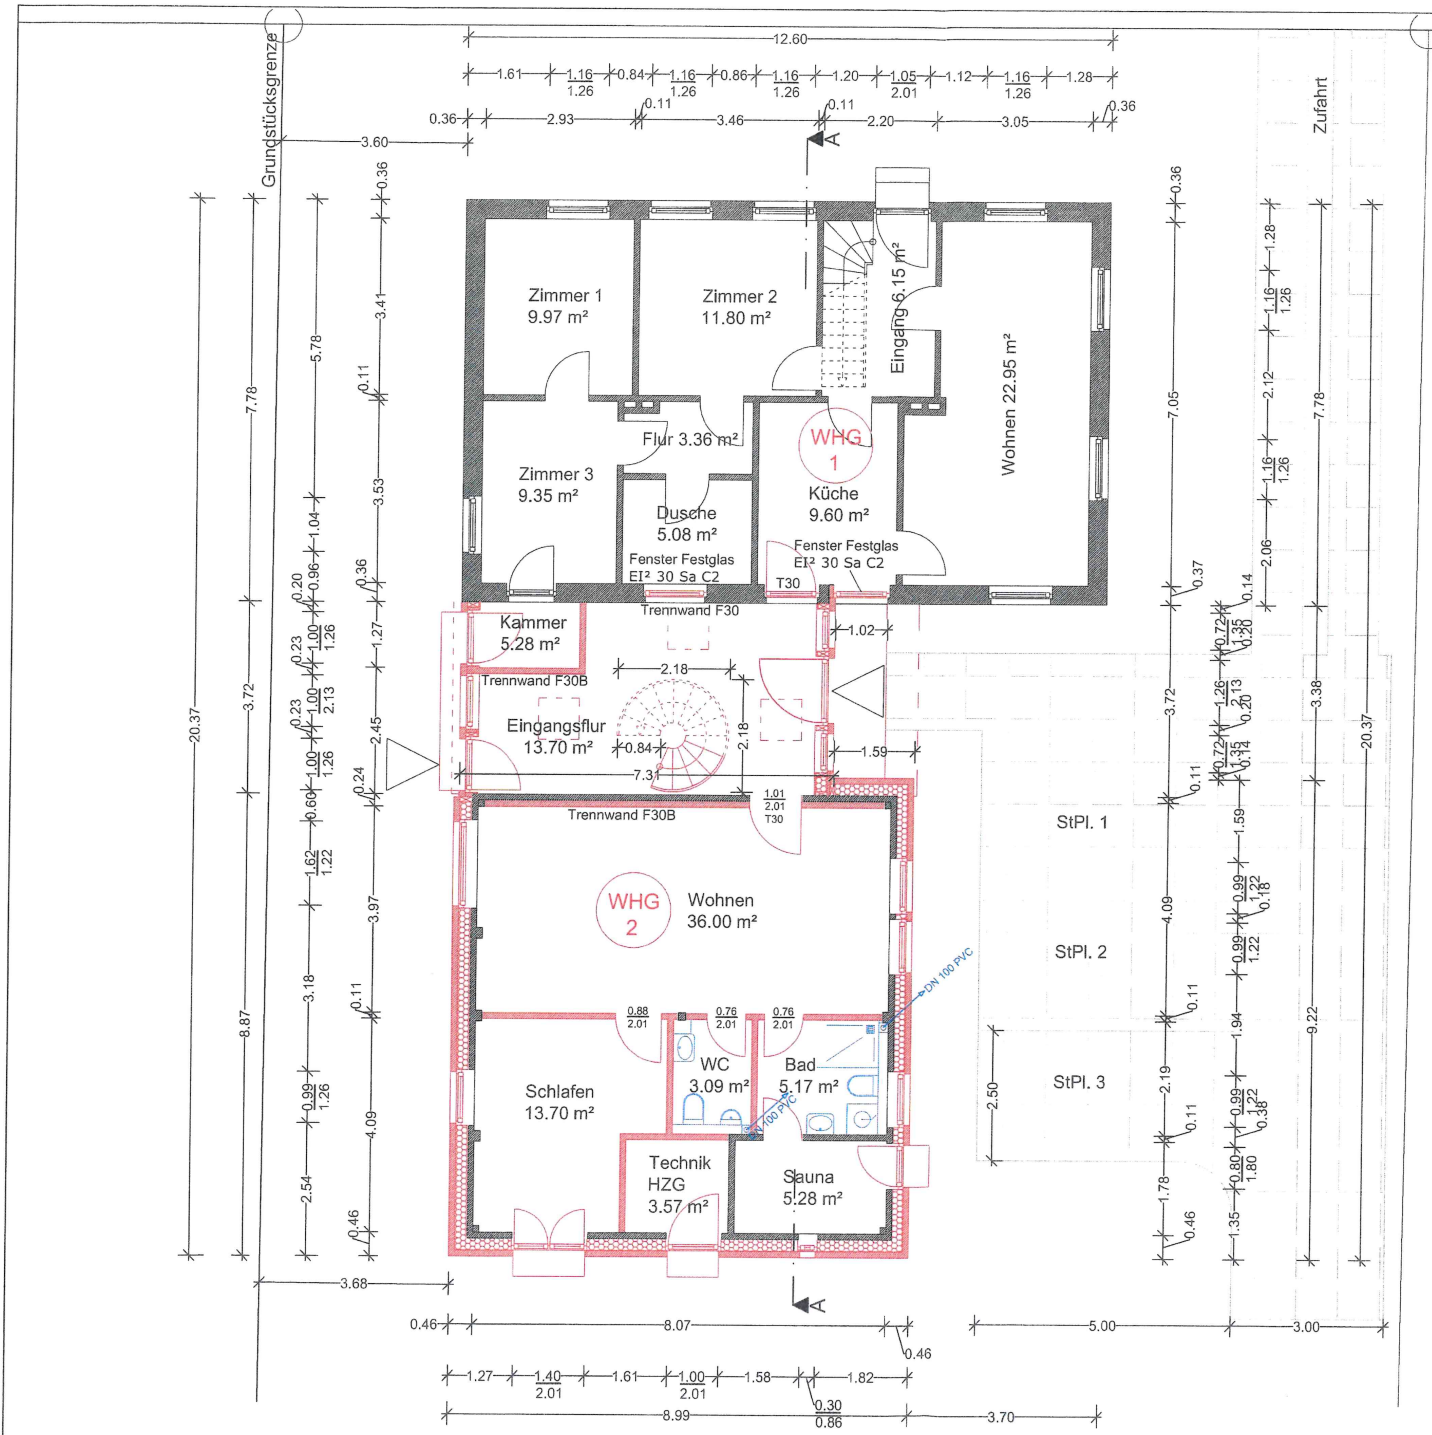 12.60
1.61 1.16 0.84 1.16 0.86 1.16 1.20 1.05 1.12 1.16 1.28
1.26 1.26 1.26 2.01 1.26
0.36 2.93 0.11 3.46 0.11 2.20 3.05 0.36
3.60
Grundstücksgrenze
Zufahrt
A
Zimmer 1
9.97 m²
Zimmer 2
11.80 m²
Eingang 6.15 m²
Wohnen 22.95 m²
Flur 3.36 m²
WHG
1
Zimmer 3
9.35 m²
Dusche
5.08 m²
Küche
9.60 m²
Fenster Festglas
EI² 30 Sa C2
Fenster Festglas
EI² 30 Sa C2
T30
Trennwand F30
Kammer
5.28 m²
1.02
Trennwand F30B
2.18
Eingangsflur
13.70 m²
0.84
2.18
1.59
7.31
1.01
2.01
T30
Trennwand F30B
WHG
2
Wohnen
36.00 m²
DN 100 PVC
0.88
2.01
0.76
2.01
0.76
2.01
WC
3.09 m²
Bad
5.17 m²
Schlafen
13.70 m²
DN 100 PVC
Technik
HZG
3.57 m²
Sauna
5.28 m²
StPl. 1
StPl. 2
StPl. 3
2.50
20.37
7.78
3.72
8.87
5.78
1.04
0.96
0.20
1.00
1.26
0.23
1.00
2.13
0.23
1.00
1.26
0.60
1.62
1.22
3.18
0.99
1.26
2.54
0.36
3.41
0.11
3.53
0.36
1.27
2.45
0.24
3.97
0.11
4.09
0.46
0.36
7.05
0.37
3.72
0.11
4.09
0.11
2.19
0.11
1.78
0.46
1.28
1.16
1.26
2.12
1.16
1.26
2.06
0.14
0.72
1.35
0.20
1.26
2.13
0.20
0.72
1.35
0.14
1.59
0.99
1.22
0.18
0.99
1.22
1.94
0.99
1.22
0.38
0.80
1.80
1.35
7.78
3.38
9.22
20.37
3.68
A
0.46 8.07 0.46
5.00 3.00
1.27 1.40 1.61 1.00 1.58 0.30 1.82
2.01 2.01 0.86
8.99 3.70